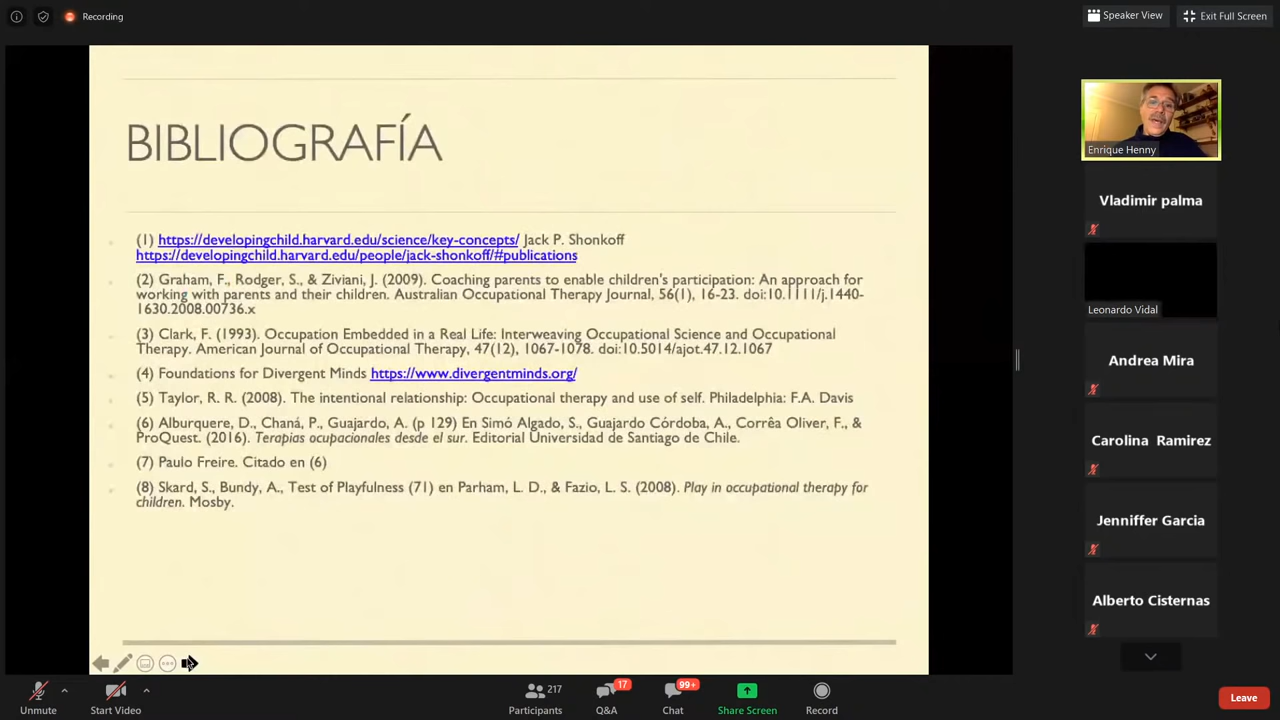 Recording
Speaker View
Exit Full Screen
BIBLIOGRAFÍA
(1) https://developingchild.harvard.edu/science/key-concepts/ Jack P. Shonkoff
https://developingchild.harvard.edu/people/jack-shonkoff/#publications
(2) Graham, F., Rodger, S., & Ziviani, J. (2009). Coaching parents to enable children's participation: An approach for
working with parents and their children. Australian Occupational Therapy Journal, 56(1), 16-23. doi:10.1111/j.1440-
1630.2008.00736.x
(3) Clark, F. (1993). Occupation Embedded in a Real Life: Interweaving Occupational Science and Occupational
Therapy. American Journal of Occupational Therapy, 47(12), 1067-1078. doi:10.5014/ajot.47.12.1067
(4) Foundations for Divergent Minds https://www.divergentminds.org/
(5) Taylor, R. R. (2008). The intentional relationship: Occupational therapy and use of self. Philadelphia: F.A. Davis
(6) Alburquere, D., Chaná, P., Guajardo, A. (p 129) En Simó Algado, S., Guajardo Córdoba, A., Corrêa Oliver, F., &
ProQuest. (2016). Terapias ocupacionales desde el sur. Editorial Universidad de Santiago de Chile.
(7) Paulo Freire. Citado en (6)
(8) Skard, S., Bundy, A., Test of Playfulness (71) en Parham, L. D., & Fazio, L. S. (2008). Play in occupational therapy for
children. Mosby.
Enrique Henny
Vladimir palma
Leonardo Vidal
Andrea Mira
Carolina Ramirez
Jenniffer Garcia
Alberto Cisternas
Unmute
Start Video
217
Participants
17
Q&A
99+
Chat
Share Screen
Record
Leave